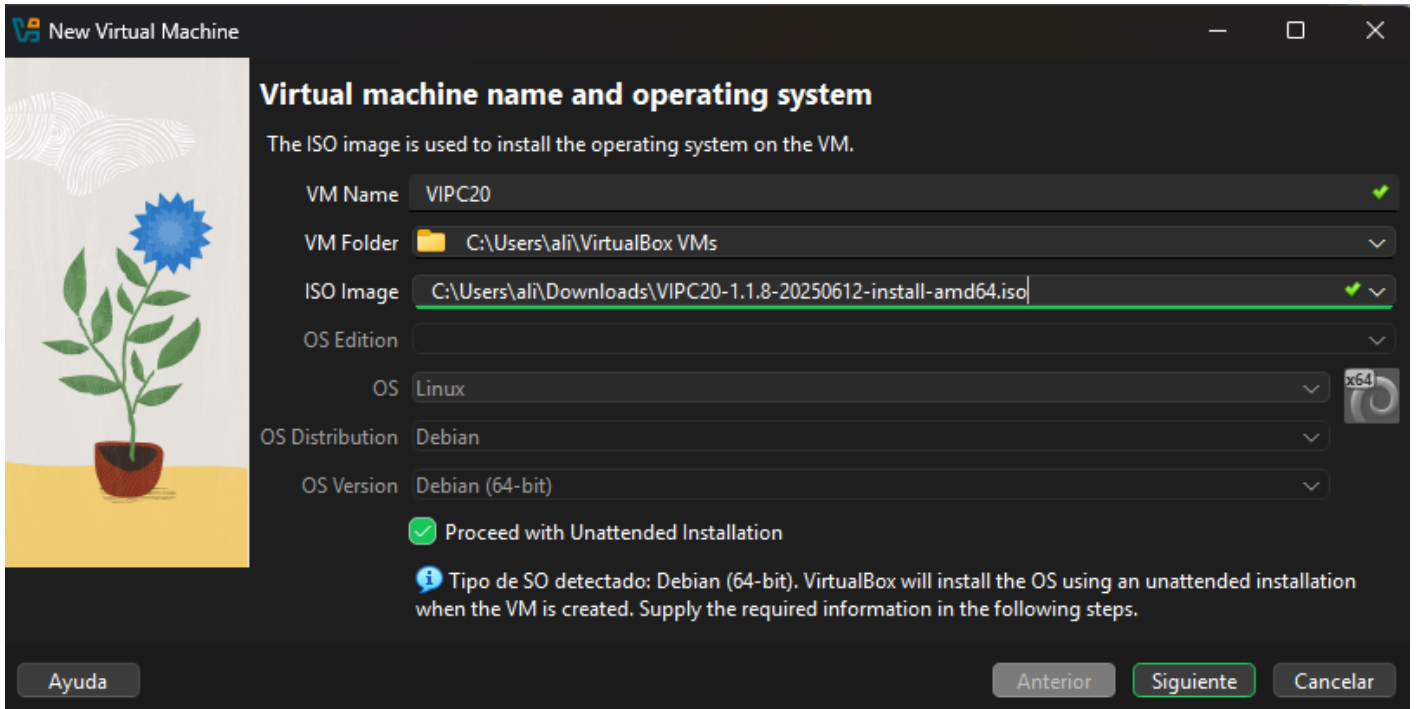 New Virtual Machine
Virtual machine name and operating system
The ISO image is used to install the operating system on the VM.
VM Name VIPC20
VM Folder C:\Users\ali\VirtualBox VMs
ISO Image C:\Users\ali\Downloads\VIPC20-1.1.8-20250612-install-amd64.iso
OS Edition
OS Linux
x64
OS Distribution Debian
OS Version Debian (64-bit)
Proceed with Unattended Installation
Tipo de SO detectado: Debian (64-bit). VirtualBox will install the OS using an unattended installation
when the VM is created. Supply the required information in the following steps.
Ayuda Anterior Siguiente Cancelar